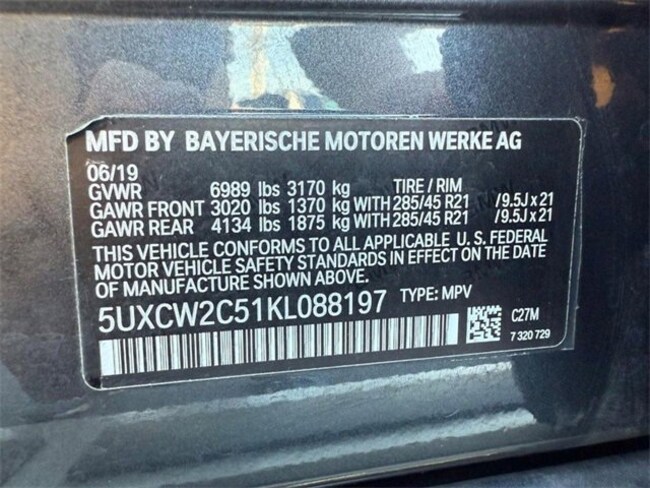 MFD BY BAYERISCHE MOTOREN WERKE AG
06/19
GVWR 6989 lbs 3170 kg TIRE / RIM
GAWR FRONT 3020 lbs 1370 kg WITH 285/45 R21 /9.5J x 21
GAWR REAR 4134 lbs 1875 kg WITH 285/45 R21 /9.5J x 21
THIS VEHICLE CONFORMS TO ALL APPLICABLE U. S. FEDERAL
MOTOR VEHICLE SAFETY STANDARDS IN EFFECT ON THE DATE
OF MANUFACTURE SHOWN ABOVE.
5UXCW2C51KL088197 TYPE: MPV
C27M
7 320 729